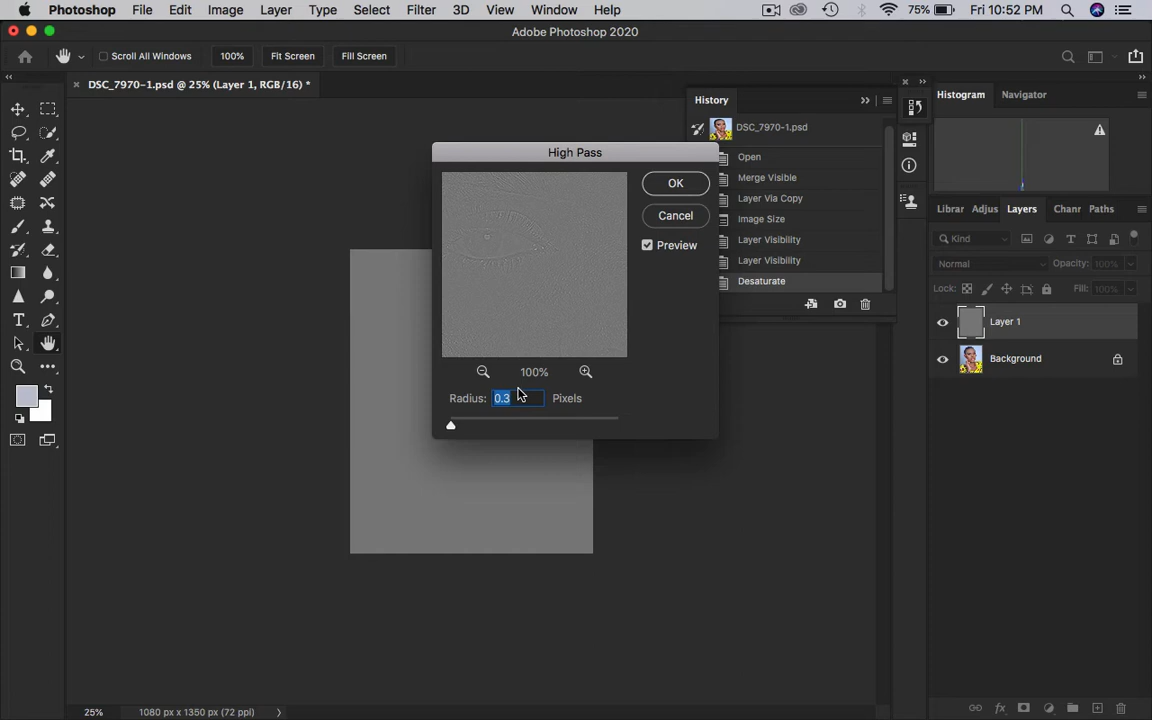 Photoshop File Edit Image Layer Type Select Filter 3D View Window Help 75% Fri 10:52 PM
Adobe Photoshop 2020
Scroll All Windows 100% Fit Screen Fill Screen
DSC_7970-1.psd @ 25% (Layer 1, RGB/16) *
History
DSC_7970-1.psd
Open
Merge Visible
Layer Via Copy
Image Size
Layer Visibility
Layer Visibility
Desaturate
High Pass
OK
Cancel
Preview
100%
Radius: 0.3 Pixels
Histogram Navigator
Librar Adjus Layers Chanr Paths
Kind
Normal Opacity: 100%
Lock: Fill: 100%
Layer 1
Background
25% 1080 px x 1350 px (72 ppi)